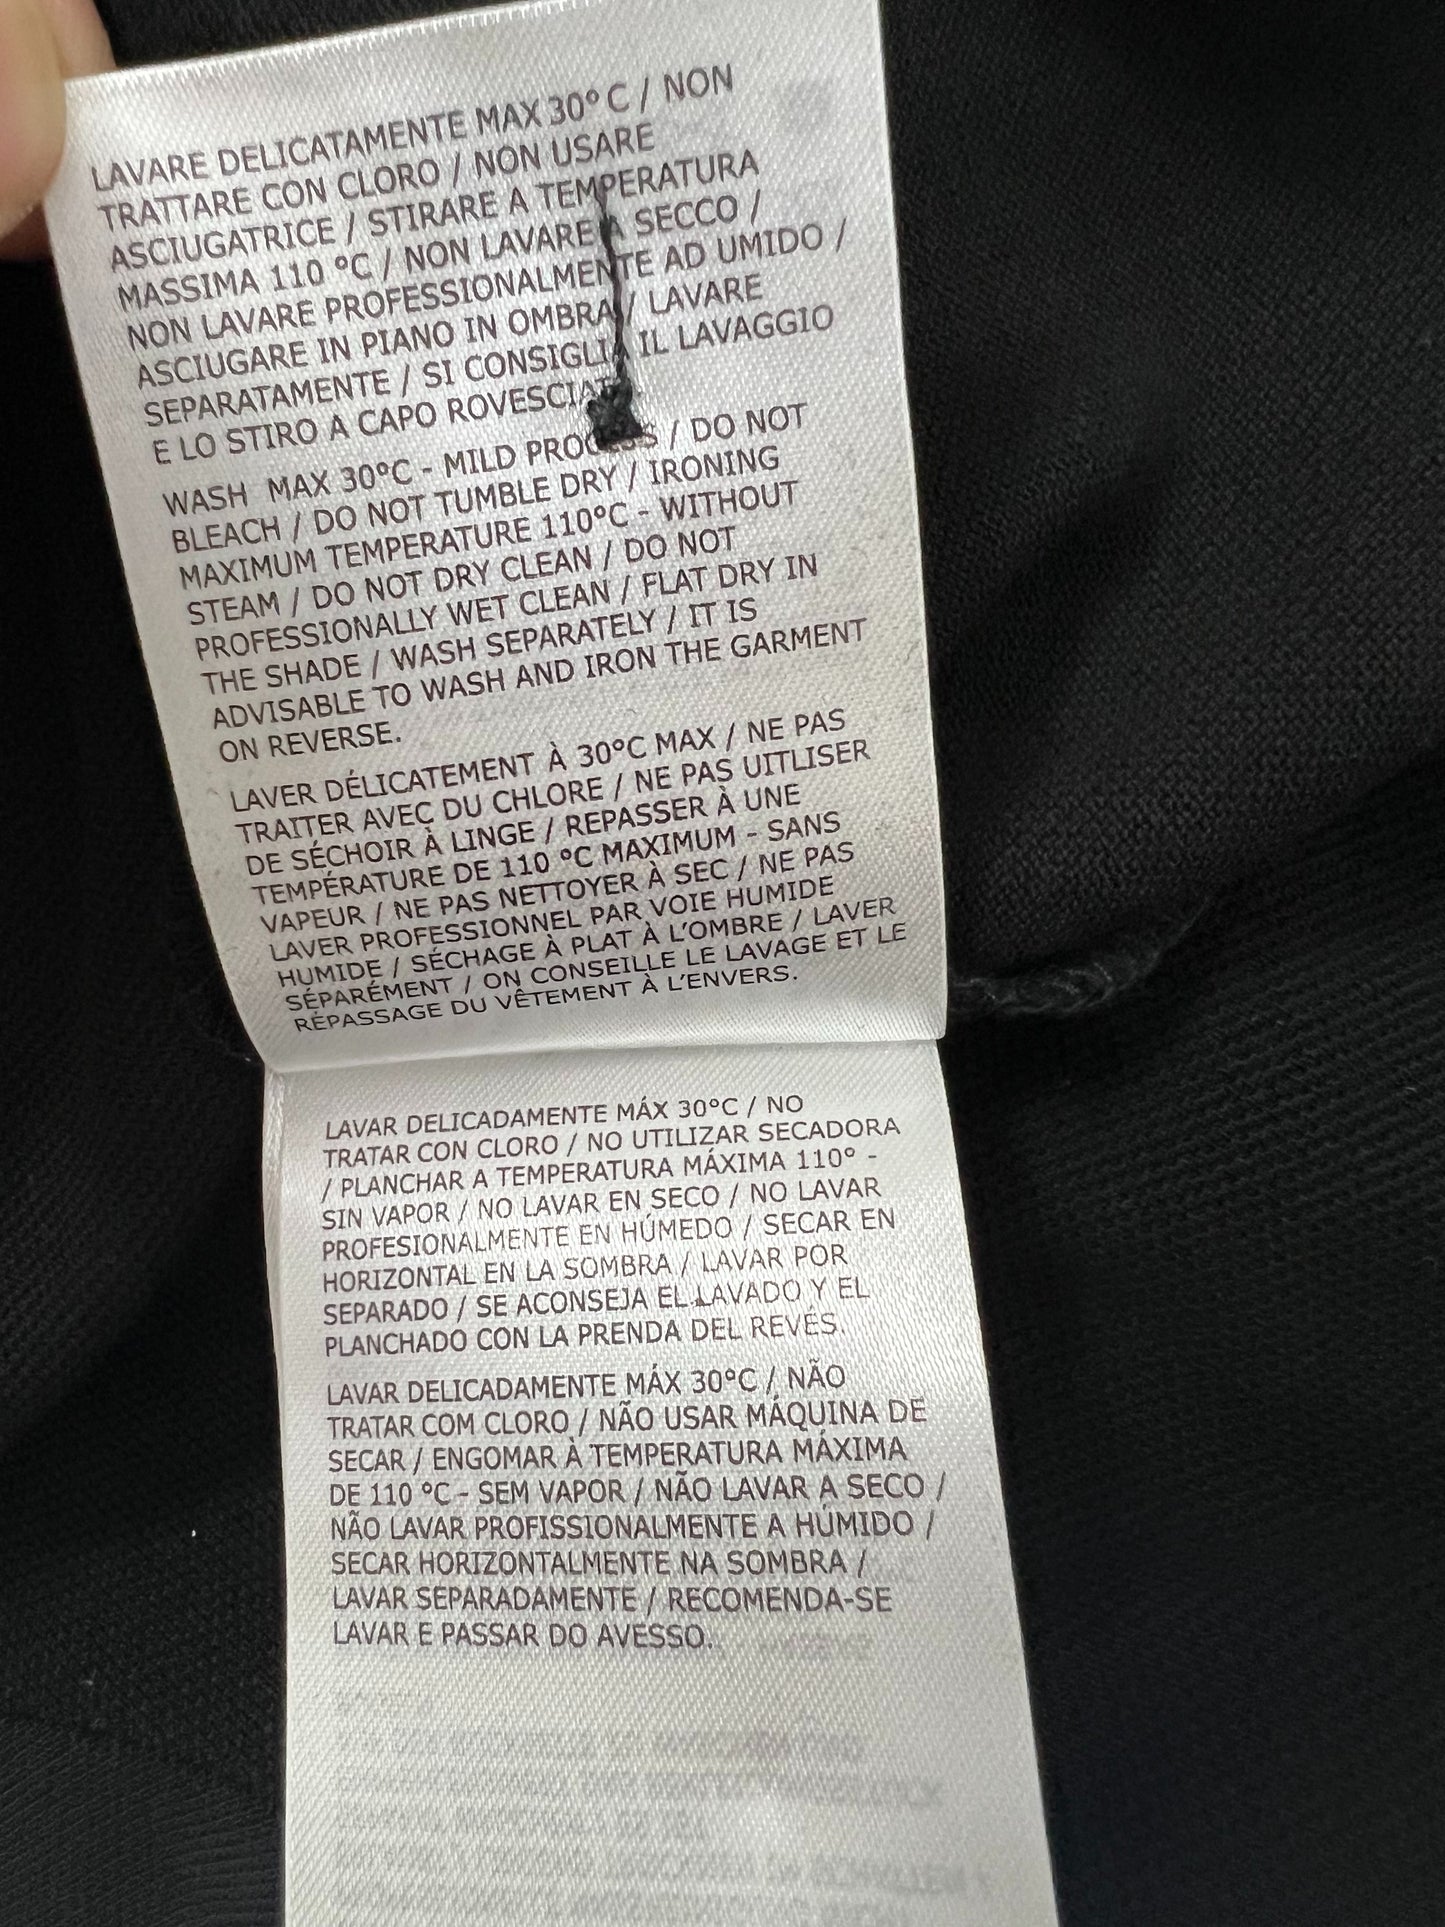 LAVARE DELICATAMENTE MAX 30° C / NON
TRATTARE CON CLORO / NON USARE
ASCIUGATRICE / STIRARE A TEMPERATURA
MASSIMA 110 °C / NON LAVARE A SECCO /
NON LAVARE PROFESSIONALMENTE AD UMIDO /
ASCIUGARE IN PIANO IN OMBRA / LAVARE
SEPARATAMENTE / SI CONSIGLIA IL LAVAGGIO
E LO STIRO A CAPO ROVESCIATO
WASH MAX 30°C - MILD PROCESS / DO NOT
BLEACH / DO NOT TUMBLE DRY / IRONING
MAXIMUM TEMPERATURE 110°C - WITHOUT
STEAM / DO NOT DRY CLEAN / DO NOT
PROFESSIONALLY WET CLEAN / FLAT DRY IN
THE SHADE / WASH SEPARATELY / IT IS
ADVISABLE TO WASH AND IRON THE GARMENT
ON REVERSE.
LAVER DÉLICATEMENT À 30°C MAX / NE PAS
TRAITER AVEC DU CHLORE / NE PAS UITLISER
DE SÉCHOIR À LINGE / REPASSER À UNE
TEMPÉRATURE DE 110 °C MAXIMUM - SANS
VAPEUR / NE PAS NETTOYER À SEC / NE PAS
LAVER PROFESSIONNEL PAR VOIE HUMIDE
HUMIDE / SÉCHAGE À PLAT À L'OMBRE / LAVER
SÉPARÉMENT / ON CONSEILLE LE LAVAGE ET LE
RÉPASSAGE DU VÊTEMENT À L'ENVERS.
LAVAR DELICADAMENTE MÁX 30°C / NO
TRATAR CON CLORO / NO UTILIZAR SECADORA
/ PLANCHAR A TEMPERATURA MÁXIMA 110° -
SIN VAPOR / NO LAVAR EN SECO / NO LAVAR
PROFESIONALMENTE EN HÚMEDO / SECAR EN
HORIZONTAL EN LA SOMBRA / LAVAR POR
SEPARADO / SE ACONSEJA EL LAVADO Y EL
PLANCHADO CON LA PRENDA DEL REVÉS.
LAVAR DELICADAMENTE MÁX 30°C / NÃO
TRATAR COM CLORO / NÃO USAR MÁQUINA DE
SECAR / ENGOMAR À TEMPERATURA MÁXIMA
DE 110 °C - SEM VAPOR / NÃO LAVAR A SECO /
NÃO LAVAR PROFISSIONALMENTE A HÚMIDO /
SECAR HORIZONTALMENTE NA SOMBRA /
LAVAR SEPARADAMENTE / RECOMENDA-SE
LAVAR E PASSAR DO AVESSO.